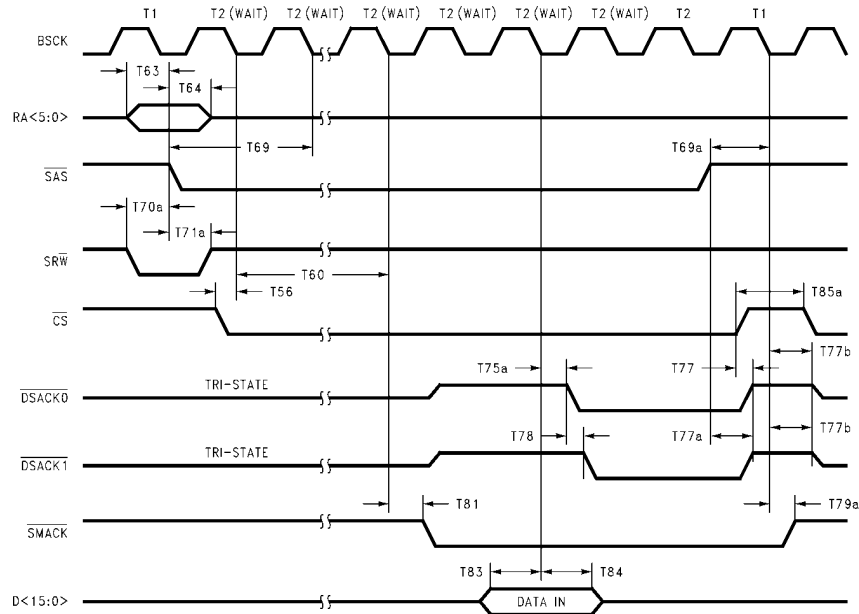 T1 T2 (WAIT) T2 (WAIT) T2 (WAIT) T2 (WAIT) T2 (WAIT) T2 (WAIT) T2 T1
BSCK
T63
T64
RA<5:0>
T69 T69a
SAS
T70a
T71a
SRW
T60
T56 T85a
CS
T77b
T75a T77
TRI-STATE
DSACK0
T78 T77a T77b
TRI-STATE
DSACK1
T81 T79a
SMACK
T83 T84
D<15:0> DATA IN